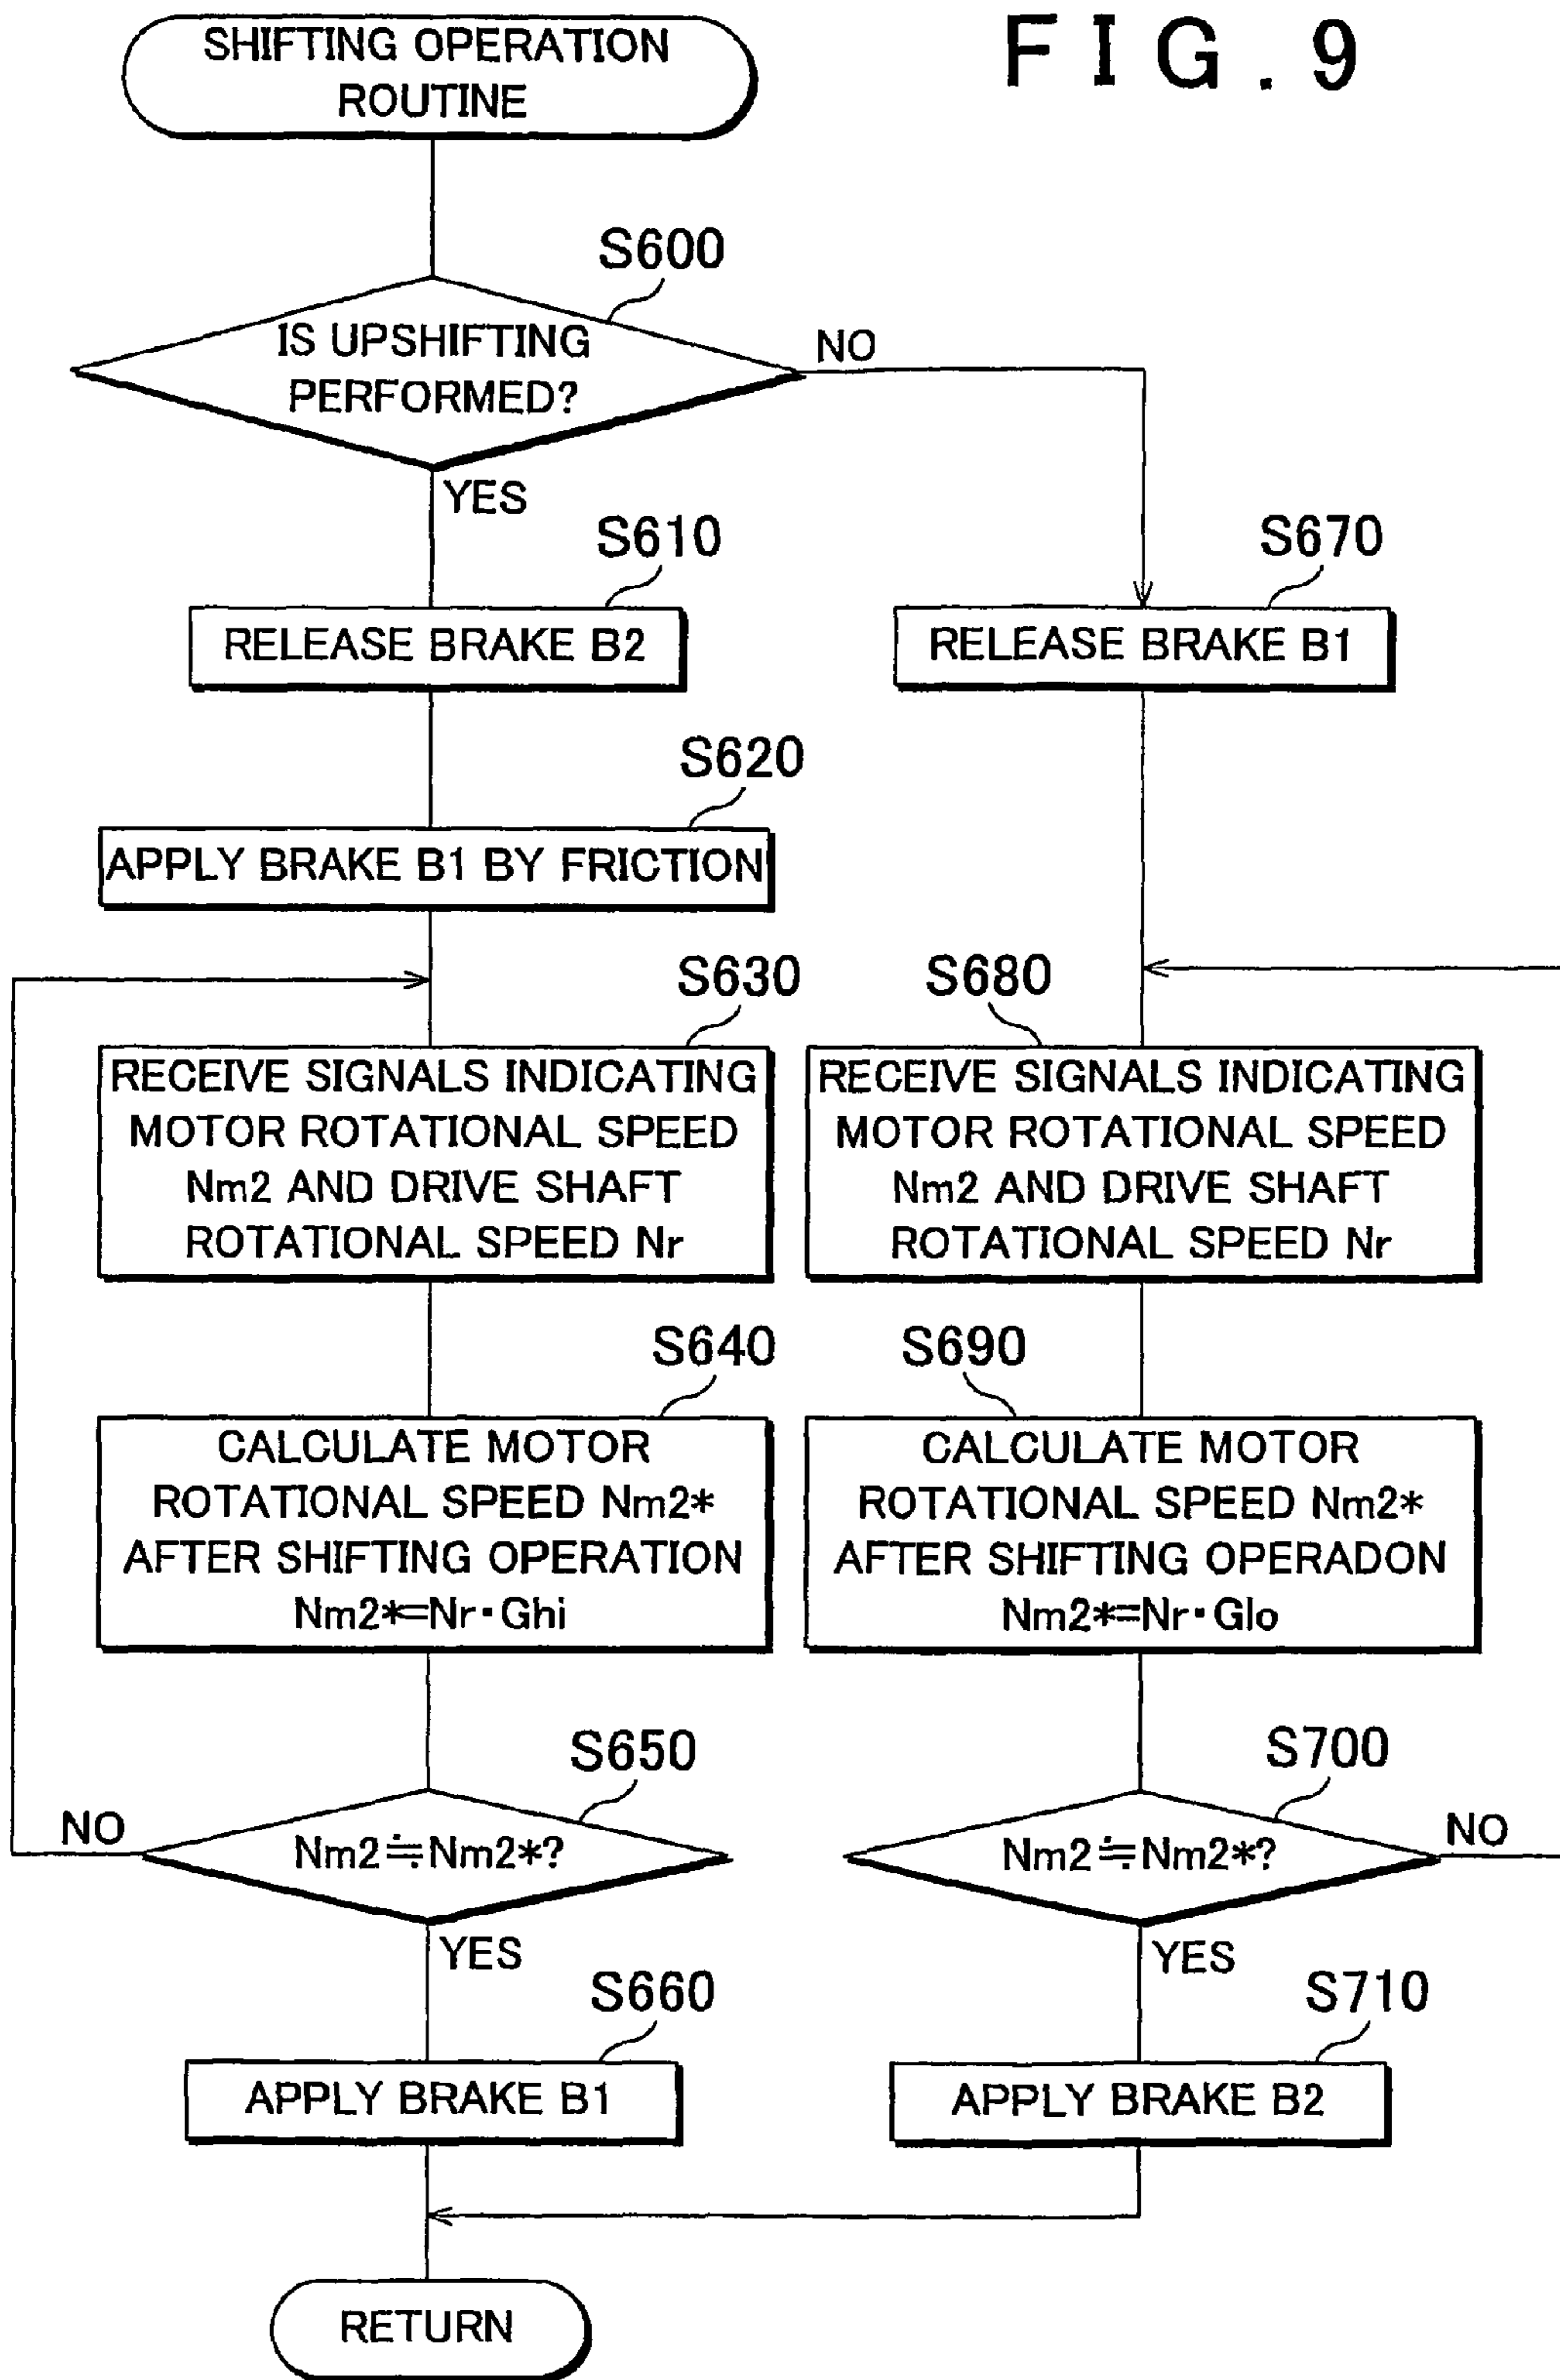 FIG. 9
SHIFTING OPERATION
ROUTINE
S600
IS UPSHIFTING
PERFORMED?
NO
YES
S610
RELEASE BRAKE B2
S620
APPLY BRAKE B1 BY FRICTION
S630
RECEIVE SIGNALS INDICATING
MOTOR ROTATIONAL SPEED
Nm2 AND DRIVE SHAFT
ROTATIONAL SPEED Nr
S640
CALCULATE MOTOR
ROTATIONAL SPEED Nm2*
AFTER SHIFTING OPERATION
Nm2*=Nr·Ghi
S650
Nm2≒Nm2*?
NO
YES
S660
APPLY BRAKE B1
S670
RELEASE BRAKE B1
S680
RECEIVE SIGNALS INDICATING
MOTOR ROTATIONAL SPEED
Nm2 AND DRIVE SHAFT
ROTATIONAL SPEED Nr
S690
CALCULATE MOTOR
ROTATIONAL SPEED Nm2*
AFTER SHIFTING OPERADON
Nm2*=Nr·Glo
S700
Nm2≒Nm2*?
NO
YES
S710
APPLY BRAKE B2
RETURN